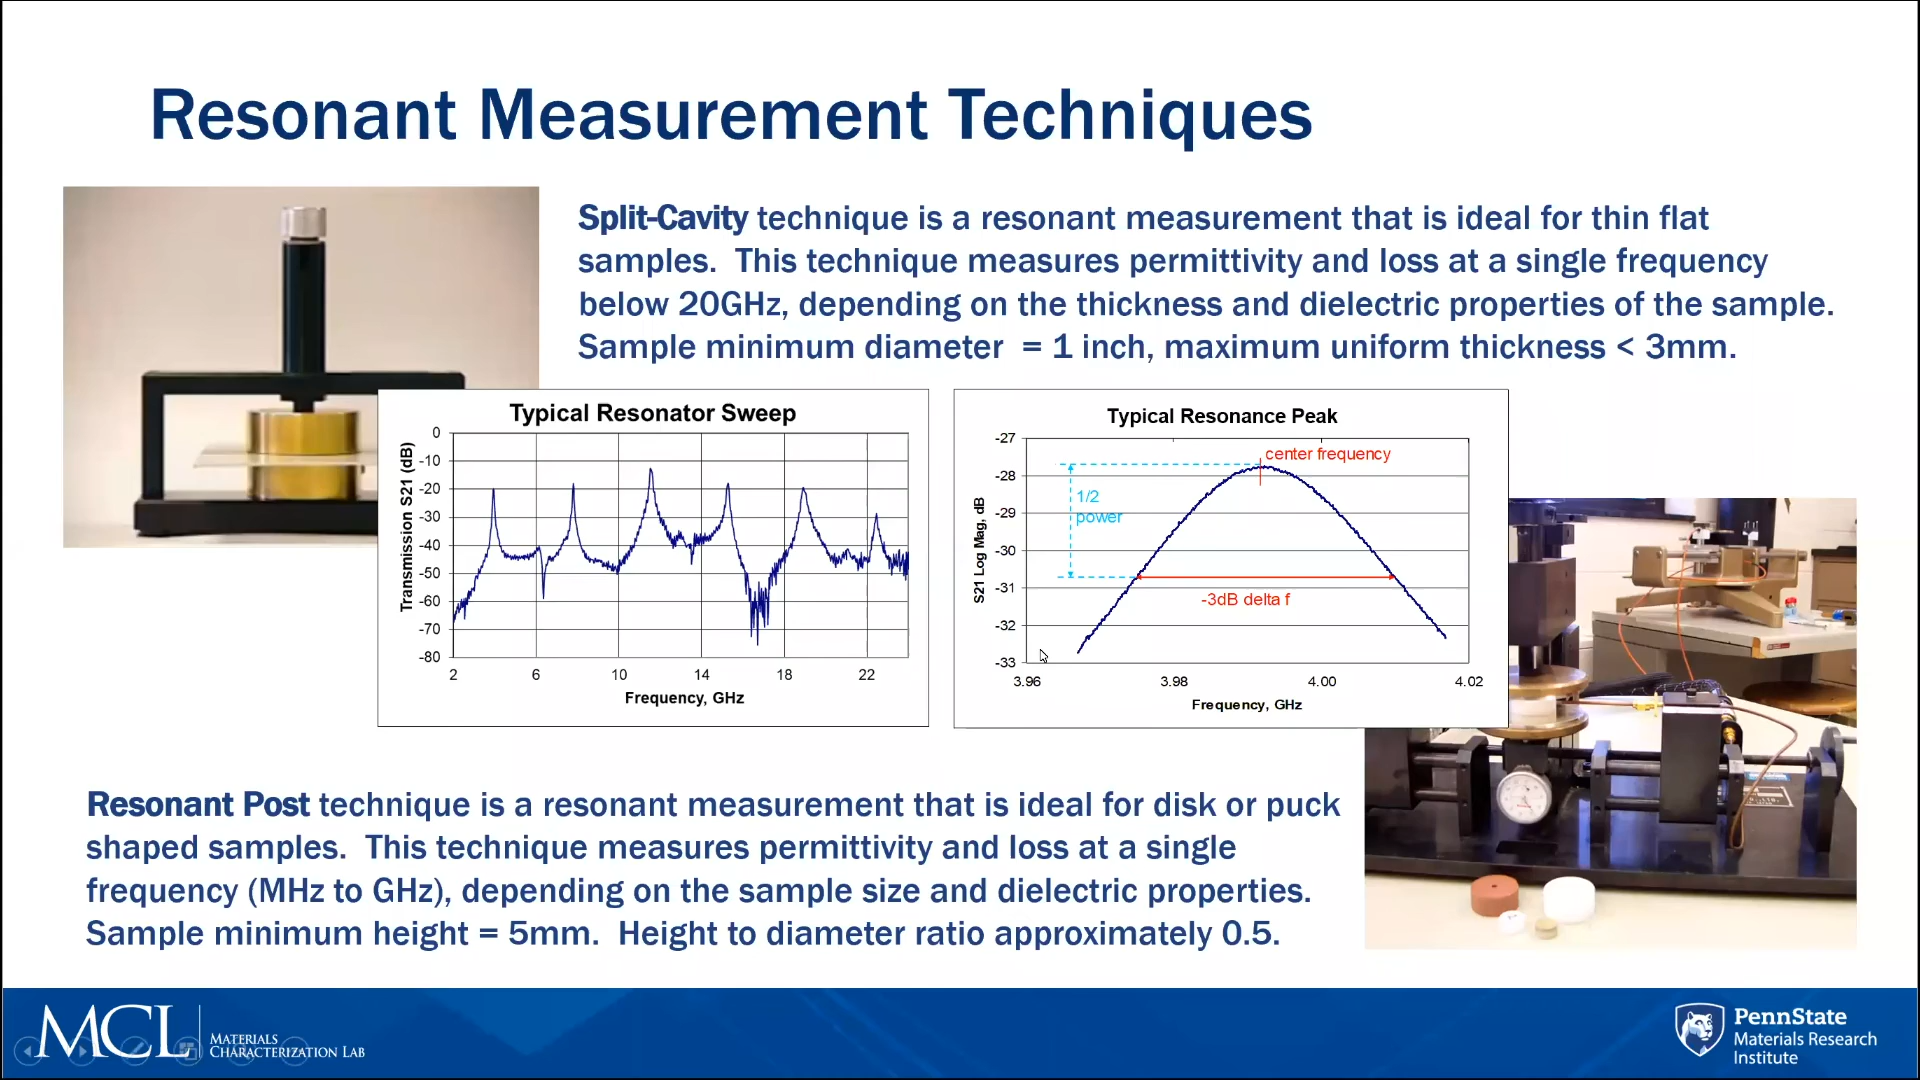 Resonant Measurement Techniques
Split-Cavity technique is a resonant measurement that is ideal for thin flat
samples.  This technique measures permittivity and loss at a single frequency
below 20GHz, depending on the thickness and dielectric properties of the sample.
Sample minimum diameter  = 1 inch, maximum uniform thickness < 3mm.
Typical Resonator Sweep
Transmission S21 (dB)
0
-10
-20
-30
-40
-50
-60
-70
-80
2 6 10 14 18 22
Frequency, GHz
Typical Resonance Peak
S21 Log Mag, dB
-27
-28
-29
-30
-31
-32
-33
center frequency
1/2
power
-3dB delta f
3.96 3.98 4.00 4.02
Frequency, GHz
Resonant Post technique is a resonant measurement that is ideal for disk or puck
shaped samples.  This technique measures permittivity and loss at a single
frequency (MHz to GHz), depending on the sample size and dielectric properties.
Sample minimum height = 5mm.  Height to diameter ratio approximately 0.5.
MCL
MATERIALS
CHARACTERIZATION LAB
PennState
Materials Research
Institute